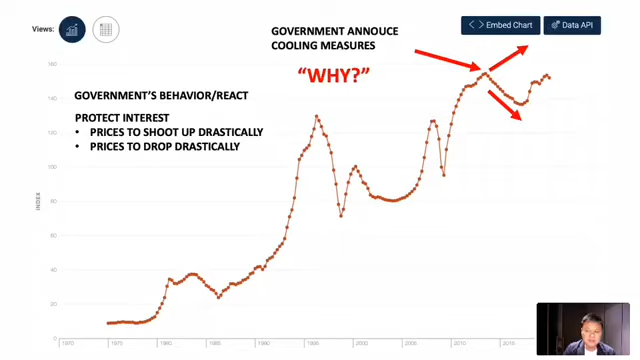 Views:
GOVERNMENT ANNOUCE
COOLING MEASURES
Embed Chart
Data API
"WHY?"
GOVERNMENT'S BEHAVIOR/REACT
PROTECT INTEREST
• PRICES TO SHOOT UP DRASTICALLY
• PRICES TO DROP DRASTICALLY
INDEX
160
140
120
100
80
60
40
20
0
1970
1975
1980
1985
1990
1995
2000
2005
2010
2015